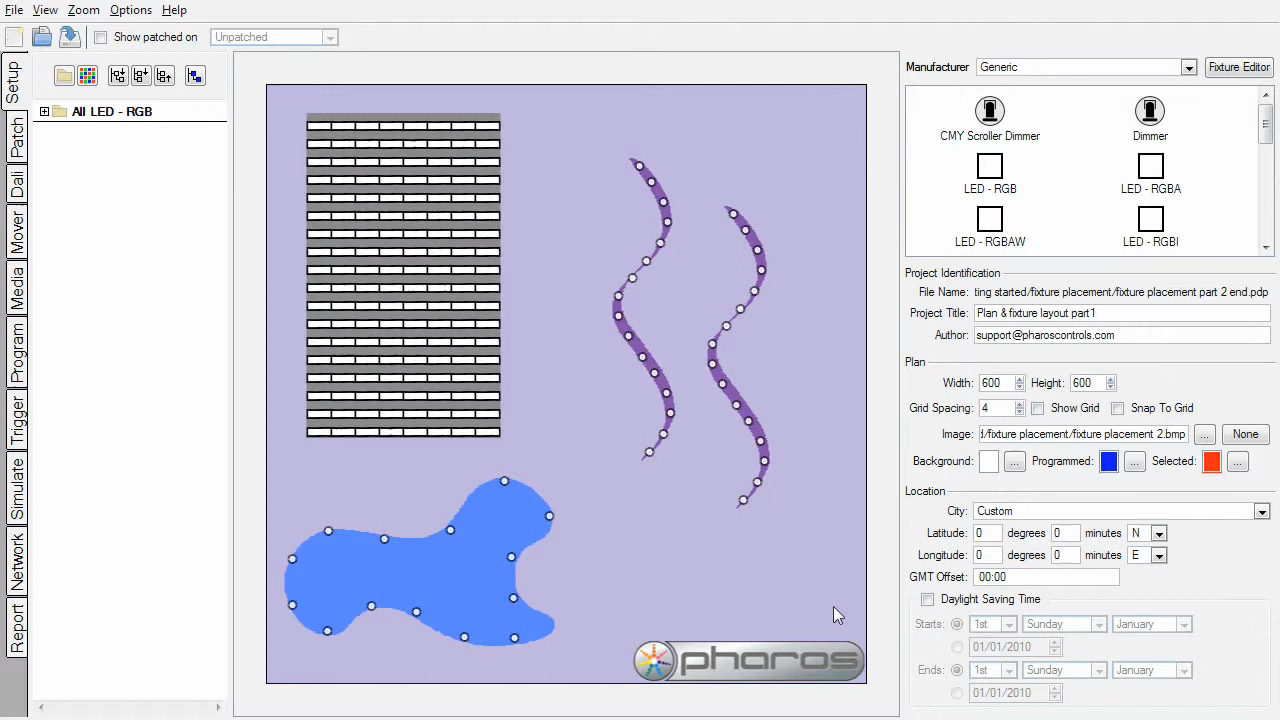 File View Zoom Options Help
Show patched on Unpatched
Setup
Patch
Dali
Mover
Media
Program
Trigger
Simulate
Network
Report
All LED - RGB
pharos
Manufacturer Generic Fixture Editor
CMY Scroller Dimmer Dimmer
LED - RGB LED - RGBA
LED - RGBAW LED - RGBI
Project Identification
File Name: ting started/fixture placement/fixture placement part 2 end.pdp
Project Title: Plan & fixture layout part1
Author: support@pharoscontrols.com
Plan
Width: 600 Height: 600
Grid Spacing: 4 Show Grid Snap To Grid
Image: l/fixture placement/fixture placement 2.bmp ... None
Background: ... Programmed: ... Selected: ...
Location
City: Custom
Latitude: 0 degrees 0 minutes N
Longitude: 0 degrees 0 minutes E
GMT Offset: 00:00
Daylight Saving Time
Starts: 1st Sunday January
01/01/2010
Ends: 1st Sunday January
01/01/2010